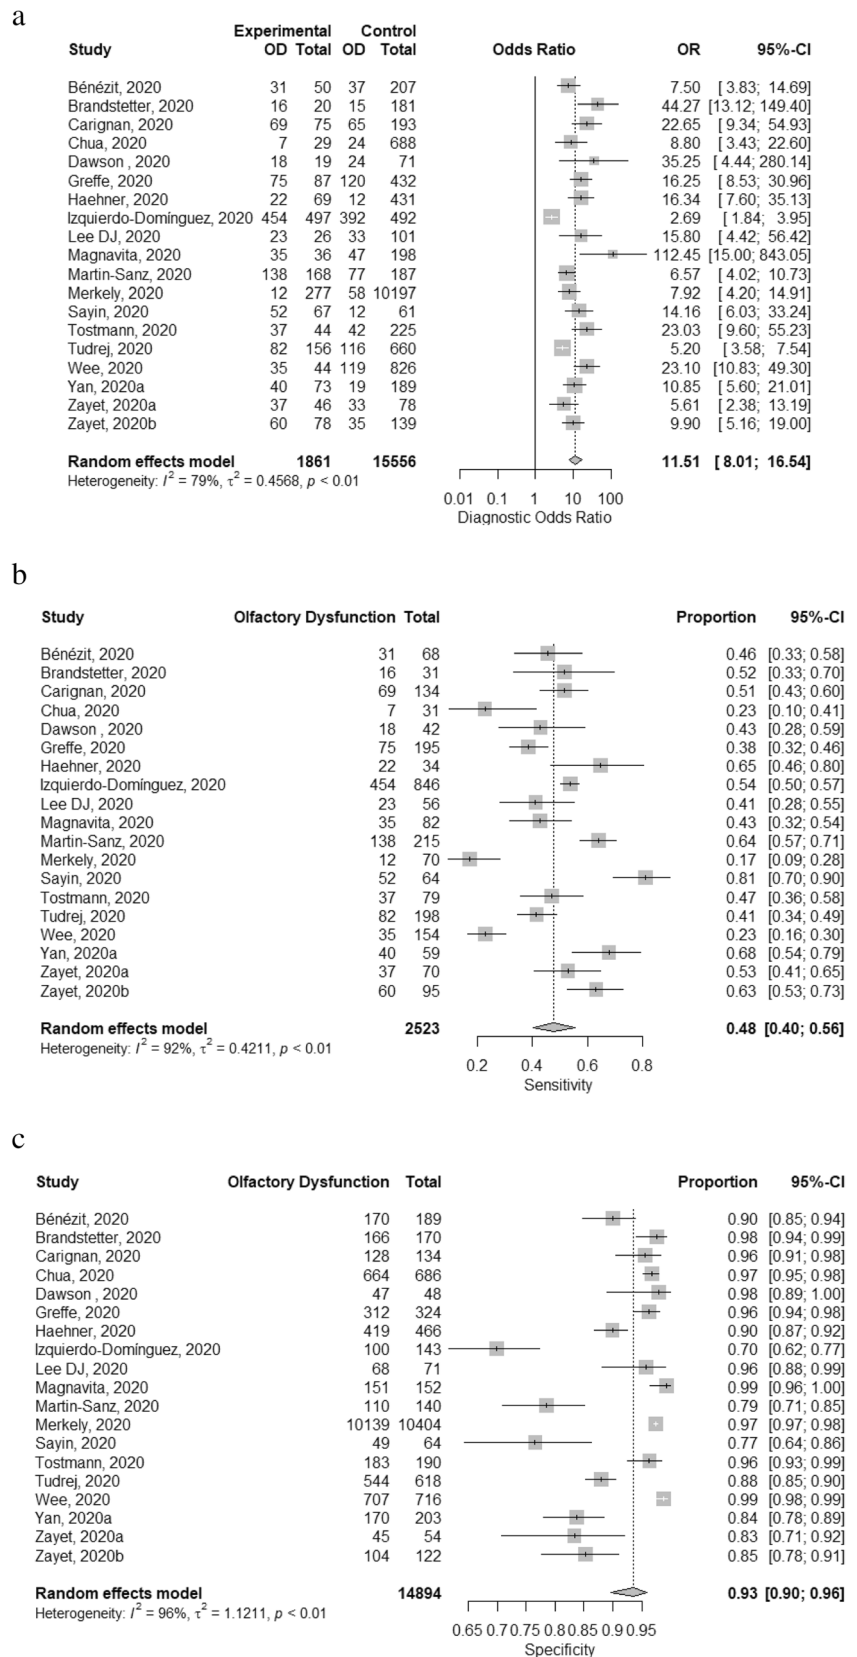 a
Experimental Control
Study OD Total OD Total Odds Ratio OR 95%-CI
Bénézit, 2020 31 50 37 207 7.50 [ 3.83; 14.69]
Brandstetter, 2020 16 20 15 181 44.27 [13.12; 149.40]
Carignan, 2020 69 75 65 193 22.65 [ 9.34; 54.93]
Chua, 2020 7 29 24 688 8.80 [ 3.43; 22.60]
Dawson , 2020 18 19 24 71 35.25 [ 4.44; 280.14]
Greffe, 2020 75 87 120 432 16.25 [ 8.53; 30.96]
Haehner, 2020 22 69 12 431 16.34 [ 7.60; 35.13]
Izquierdo-Domínguez, 2020 454 497 392 492 2.69 [ 1.84; 3.95]
Lee DJ, 2020 23 26 33 101 15.80 [ 4.42; 56.42]
Magnavita, 2020 35 36 47 198 112.45 [15.00; 843.05]
Martin-Sanz, 2020 138 168 77 187 6.57 [ 4.02; 10.73]
Merkely, 2020 12 277 58 10197 7.92 [ 4.20; 14.91]
Sayin, 2020 52 67 12 61 14.16 [ 6.03; 33.24]
Tostmann, 2020 37 44 42 225 23.03 [ 9.60; 55.23]
Tudrej, 2020 82 156 116 660 5.20 [ 3.58; 7.54]
Wee, 2020 35 44 119 826 23.10 [10.83; 49.30]
Yan, 2020a 40 73 19 189 10.85 [ 5.60; 21.01]
Zayet, 2020a 37 46 33 78 5.61 [ 2.38; 13.19]
Zayet, 2020b 60 78 35 139 9.90 [ 5.16; 19.00]
Random effects model 1861 15556 11.51 [ 8.01; 16.54]
Heterogeneity: I² = 79%, τ² = 0.4568, p < 0.01
0.01 0.1 1 10 100
Diagnostic Odds Ratio
b
Study Olfactory Dysfunction Total Proportion 95%-CI
Bénézit, 2020 31 68 0.46 [0.33; 0.58]
Brandstetter, 2020 16 31 0.52 [0.33; 0.70]
Carignan, 2020 69 134 0.51 [0.43; 0.60]
Chua, 2020 7 31 0.23 [0.10; 0.41]
Dawson , 2020 18 42 0.43 [0.28; 0.59]
Greffe, 2020 75 195 0.38 [0.32; 0.46]
Haehner, 2020 22 34 0.65 [0.46; 0.80]
Izquierdo-Domínguez, 2020 454 846 0.54 [0.50; 0.57]
Lee DJ, 2020 23 56 0.41 [0.28; 0.55]
Magnavita, 2020 35 82 0.43 [0.32; 0.54]
Martin-Sanz, 2020 138 215 0.64 [0.57; 0.71]
Merkely, 2020 12 70 0.17 [0.09; 0.28]
Sayin, 2020 52 64 0.81 [0.70; 0.90]
Tostmann, 2020 37 79 0.47 [0.36; 0.58]
Tudrej, 2020 82 198 0.41 [0.34; 0.49]
Wee, 2020 35 154 0.23 [0.16; 0.30]
Yan, 2020a 40 59 0.68 [0.54; 0.79]
Zayet, 2020a 37 70 0.53 [0.41; 0.65]
Zayet, 2020b 60 95 0.63 [0.53; 0.73]
Random effects model 2523 0.48 [0.40; 0.56]
Heterogeneity: I² = 92%, τ² = 0.4211, p < 0.01
0.2 0.4 0.6 0.8
Sensitivity
c
Study Olfactory Dysfunction Total Proportion 95%-CI
Bénézit, 2020 170 189 0.90 [0.85; 0.94]
Brandstetter, 2020 166 170 0.98 [0.94; 0.99]
Carignan, 2020 128 134 0.96 [0.91; 0.98]
Chua, 2020 664 686 0.97 [0.95; 0.98]
Dawson , 2020 47 48 0.98 [0.89; 1.00]
Greffe, 2020 312 324 0.96 [0.94; 0.98]
Haehner, 2020 419 466 0.90 [0.87; 0.92]
Izquierdo-Domínguez, 2020 100 143 0.70 [0.62; 0.77]
Lee DJ, 2020 68 71 0.96 [0.88; 0.99]
Magnavita, 2020 151 152 0.99 [0.96; 1.00]
Martin-Sanz, 2020 110 140 0.79 [0.71; 0.85]
Merkely, 2020 10139 10404 0.97 [0.97; 0.98]
Sayin, 2020 49 64 0.77 [0.64; 0.86]
Tostmann, 2020 183 190 0.96 [0.93; 0.99]
Tudrej, 2020 544 618 0.88 [0.85; 0.90]
Wee, 2020 707 716 0.99 [0.98; 0.99]
Yan, 2020a 170 203 0.84 [0.78; 0.89]
Zayet, 2020a 45 54 0.83 [0.71; 0.92]
Zayet, 2020b 104 122 0.85 [0.78; 0.91]
Random effects model 14894 0.93 [0.90; 0.96]
Heterogeneity: I² = 96%, τ² = 1.1211, p < 0.01
0.65 0.7 0.75 0.8 0.85 0.9 0.95
Specificity